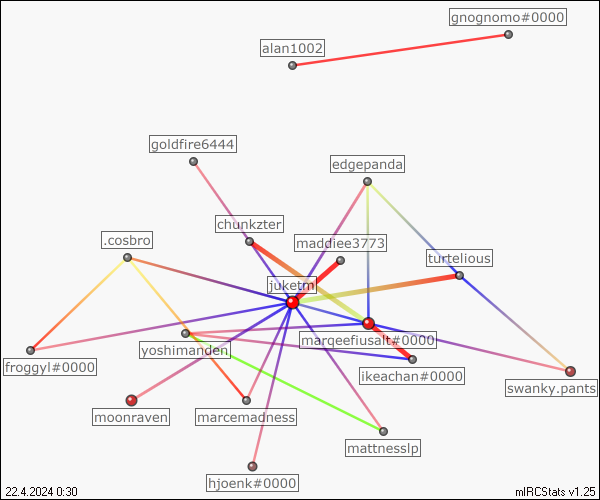 gnognomo#0000
alan1002
goldfire6444
edgepanda
chunkzter
maddiee3773
.cosbro
turtelious
juketm
marqeefiusalt#0000
yoshimanden
froggyl#0000
ikeachan#0000
swanky.pants
moonraven
marcemadness
mattnesslp
hjoenk#0000
22.4.2024 0:30
mIRCStats v1.25